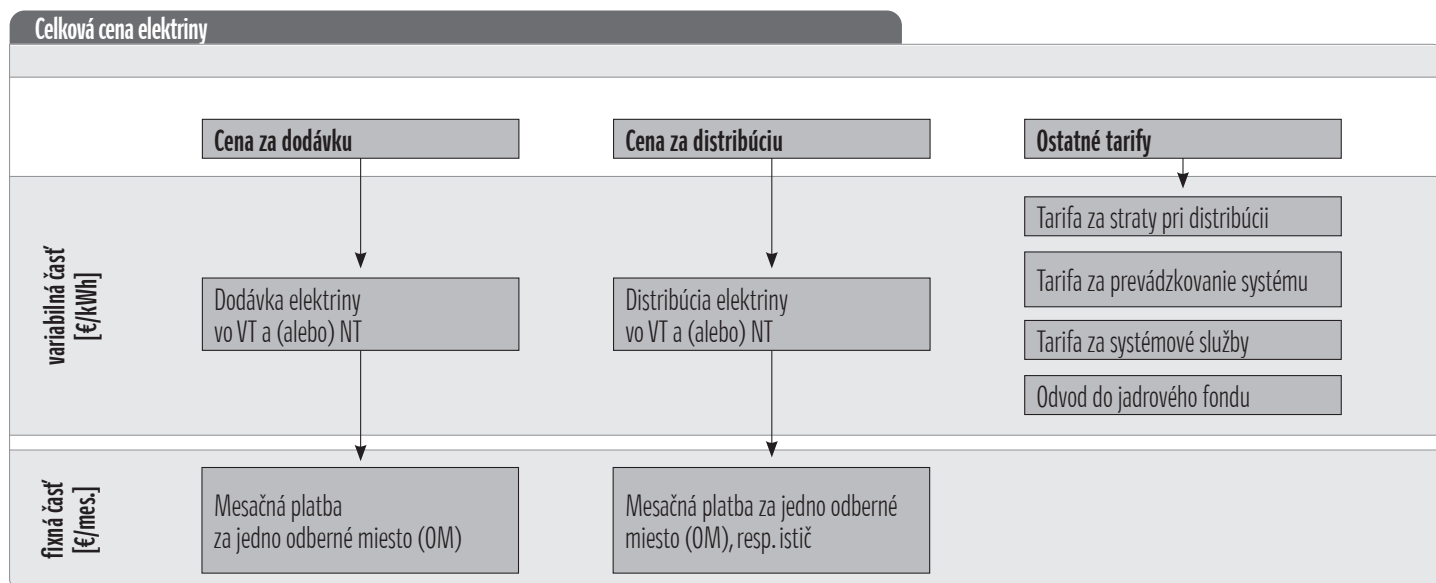 Celková cena elektriny
Cena za dodávku
Cena za distribúciu
Ostatné tarify
variabilná časť
[€/kWh]
Dodávka elektriny
vo VT a (alebo) NT
Distribúcia elektriny
vo VT a (alebo) NT
Tarifa za straty pri distribúcii
Tarifa za prevádzkovanie systému
Tarifa za systémové služby
Odvod do jadrového fondu
fixná časť
[€/mes.]
Mesačná platba
za jedno odberné miesto (OM)
Mesačná platba za jedno odberné
miesto (OM), resp. istič